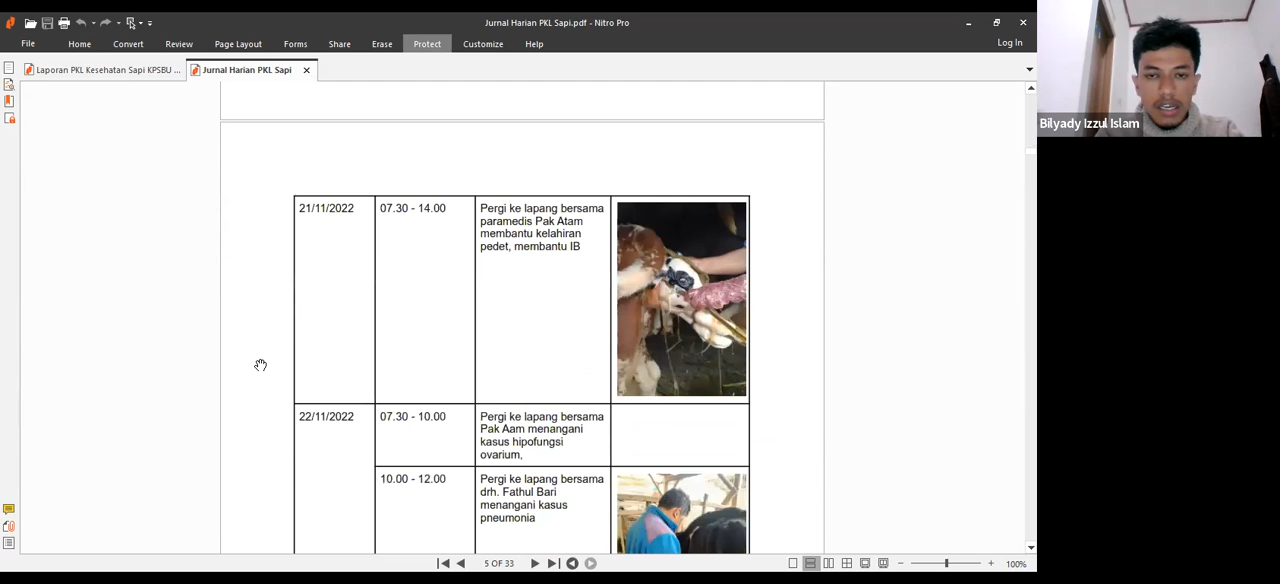 Jurnal Harian PKL Sapi.pdf - Nitro Pro
File Home Convert Review Page Layout Forms Share Erase Protect Customize Help
Log In
Laporan PKL Kesehatan Sapi KPSBU ...
Jurnal Harian PKL Sapi
Bilyady Izzul Islam
21/11/2022
07.30 - 14.00
Pergi ke lapang bersama
paramedis Pak Atam
membantu kelahiran
pedet, membantu IB
22/11/2022
07.30 - 10.00
Pergi ke lapang bersama
Pak Aam menangani
kasus hipofungsi
ovarium,
10.00 - 12.00
Pergi ke lapang bersama
drh. Fathul Bari
menangani kasus
pneumonia
5 OF 33
100%